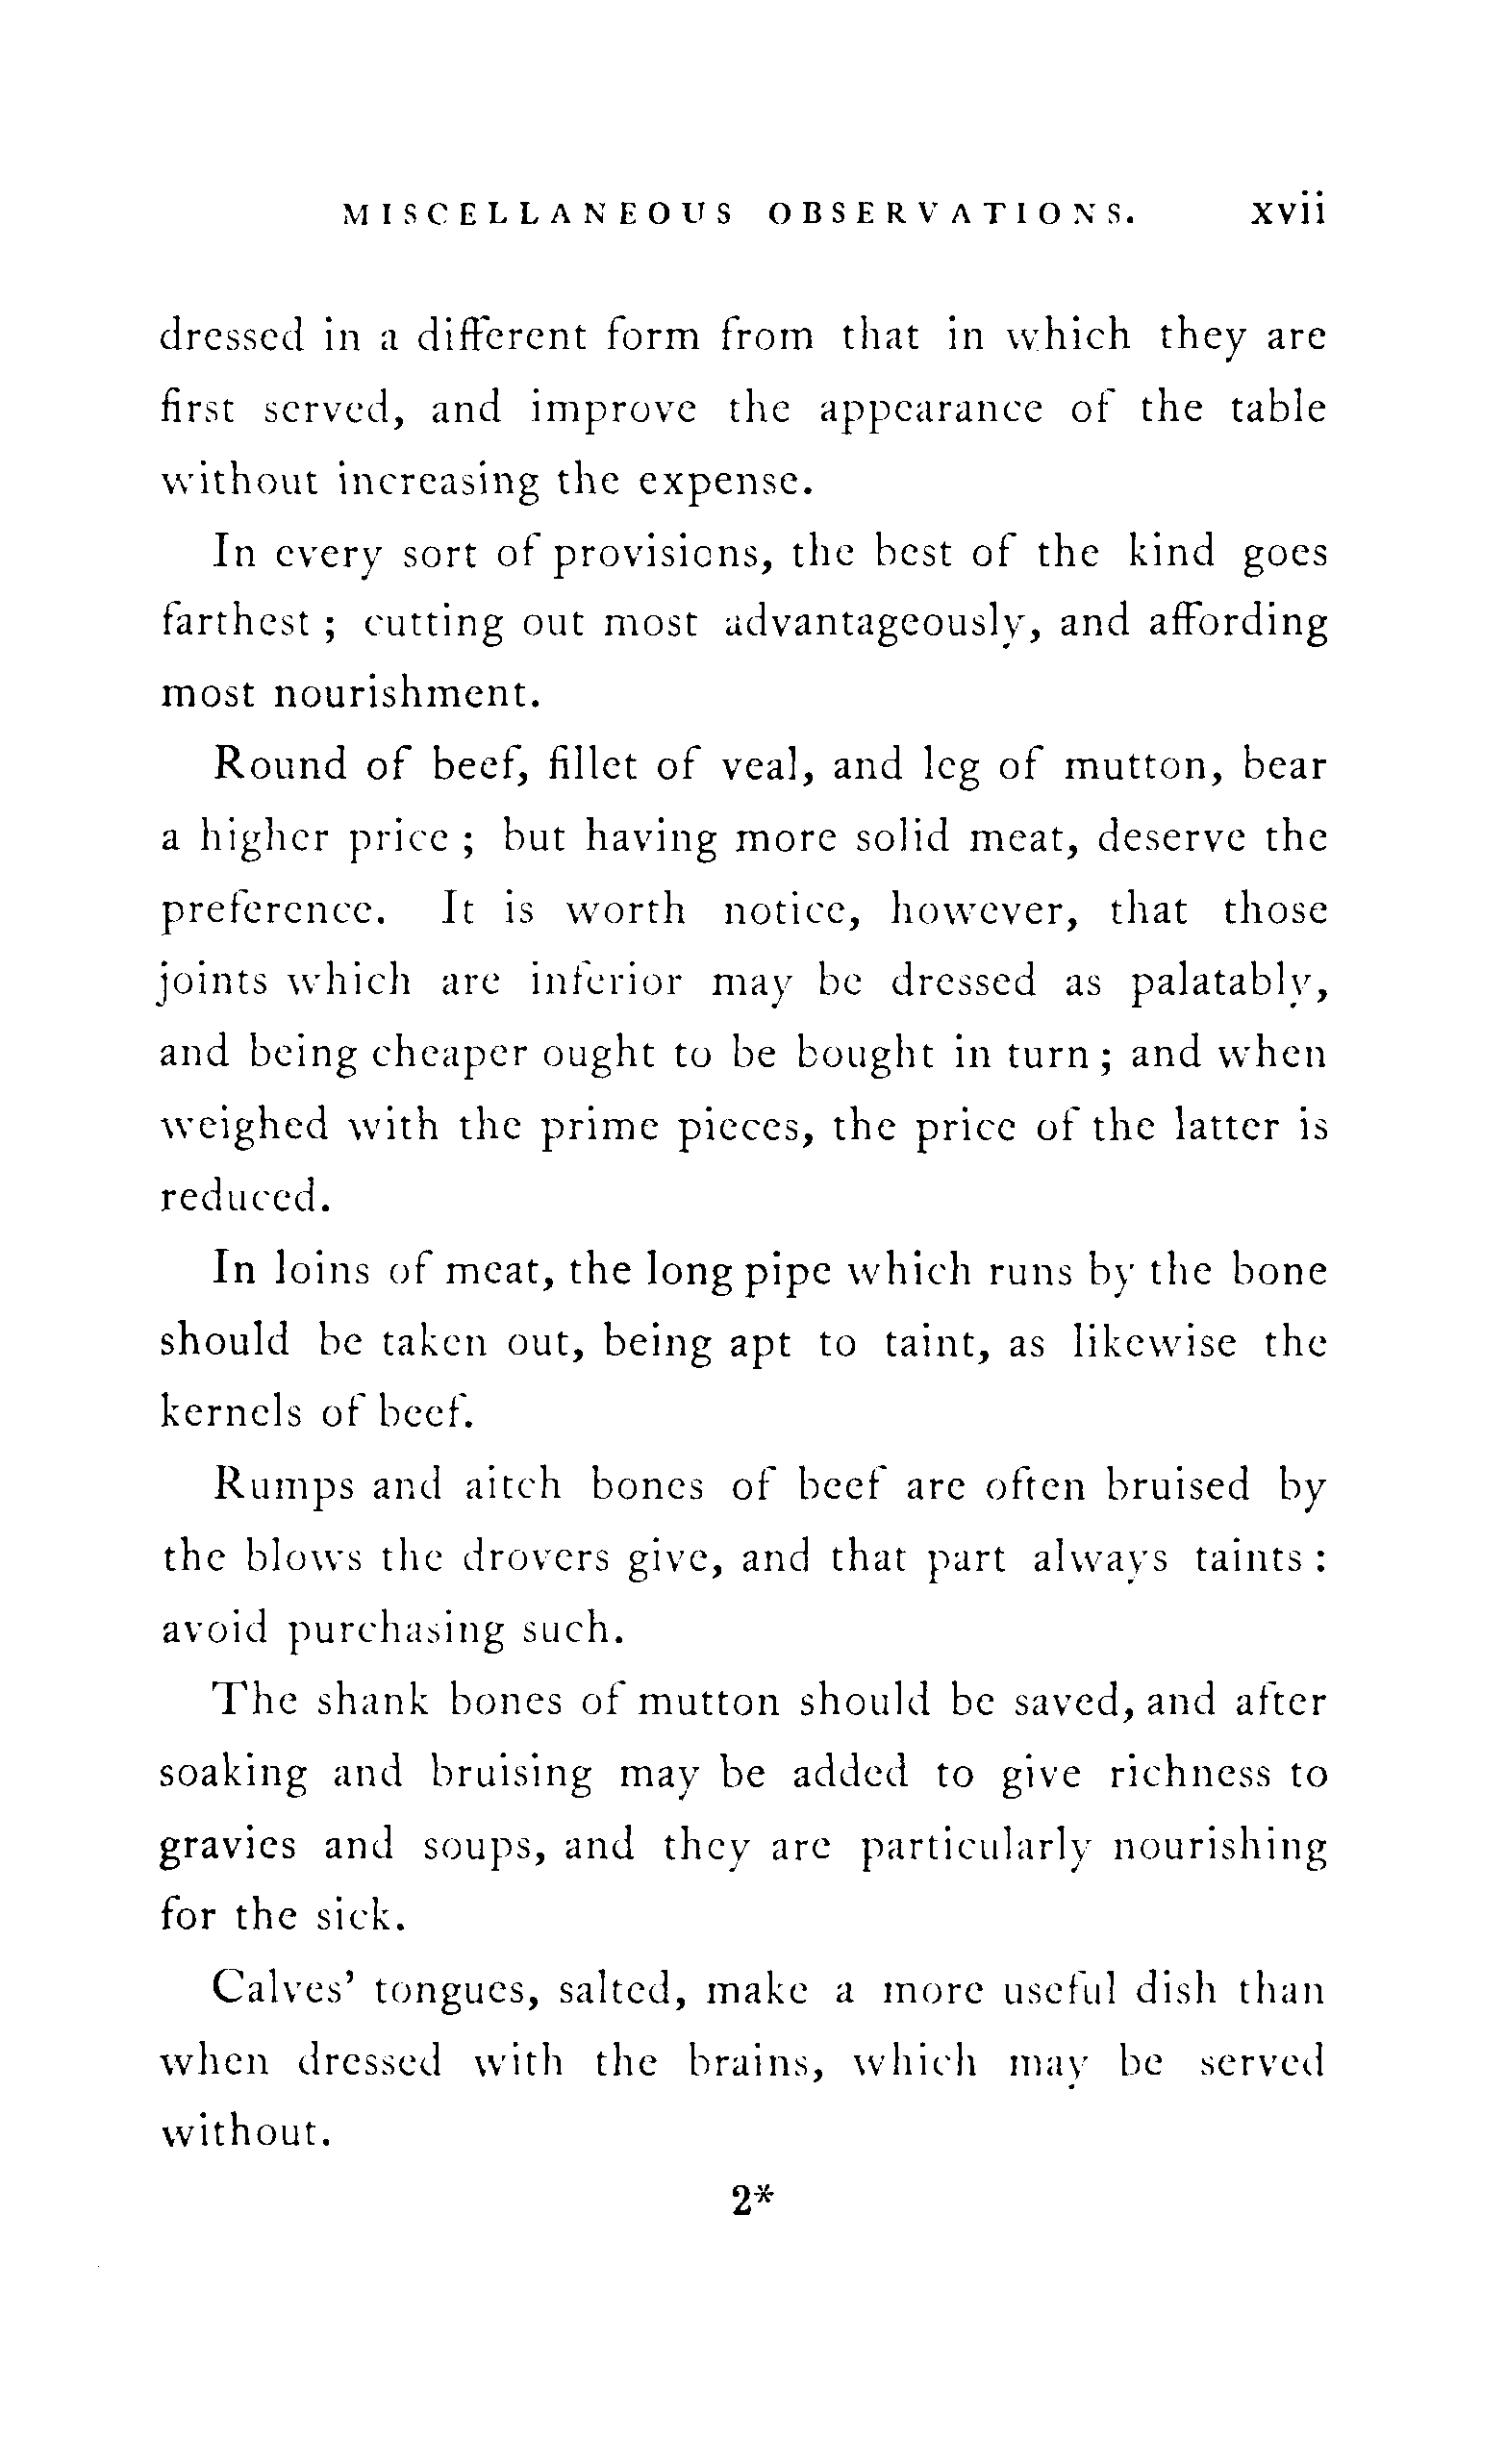 MISCELLANEOUS OBSERVATIONS. xvii
dressed in a different form from that in which they are
first served, and improve the appearance of the table
without increasing the expense.
In every sort of provisions, the best of the kind goes
farthest ; cutting out most advantageously, and affording
most nourishment.
Round of beef, fillet of veal, and leg of mutton, bear
a higher price ; but having more solid meat, deserve the
preference. It is worth notice, however, that those
joints which are inferior may be dressed as palatably,
and being cheaper ought to be bought in turn ; and when
weighed with the prime pieces, the price of the latter is
reduced.
In loins of meat, the long pipe which runs by the bone
should be taken out, being apt to taint, as likewise the
kernels of beef.
Rumps and aitch bones of beef are often bruised by
the blows the drovers give, and that part always taints :
avoid purchasing such.
The shank bones of mutton should be saved, and after
soaking and bruising may be added to give richness to
gravies and soups, and they are particularly nourishing
for the sick.
Calves' tongues, salted, make a more useful dish than
when dressed with the brains, which may be served
without.
2*